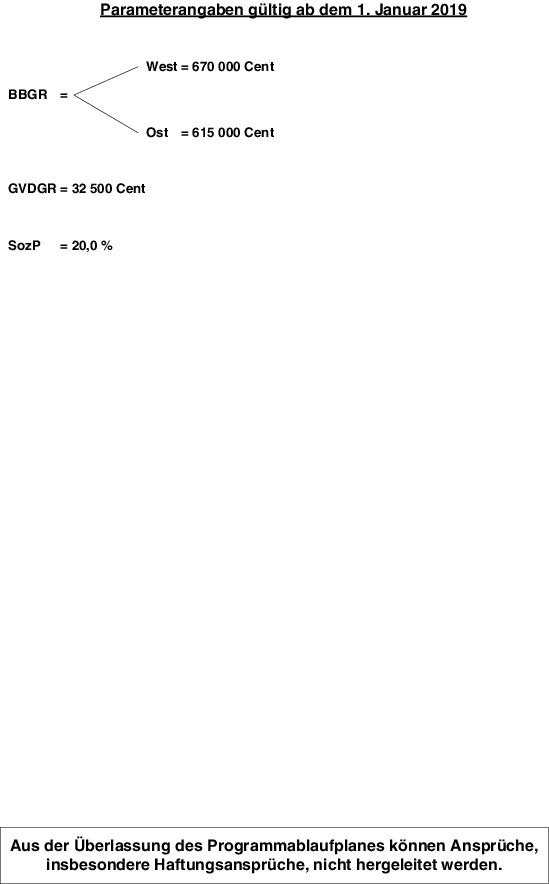 Parameterangaben gültig ab dem 1. Januar 2019
West = 670 000 Cent
BBGR =
Ost = 615 000 Cent
GVDGR = 32 500 Cent
SozP = 20,0 %
Aus der Überlassung des Programmablaufplanes können Ansprüche,
insbesondere Haftungsansprüche, nicht hergeleitet werden.